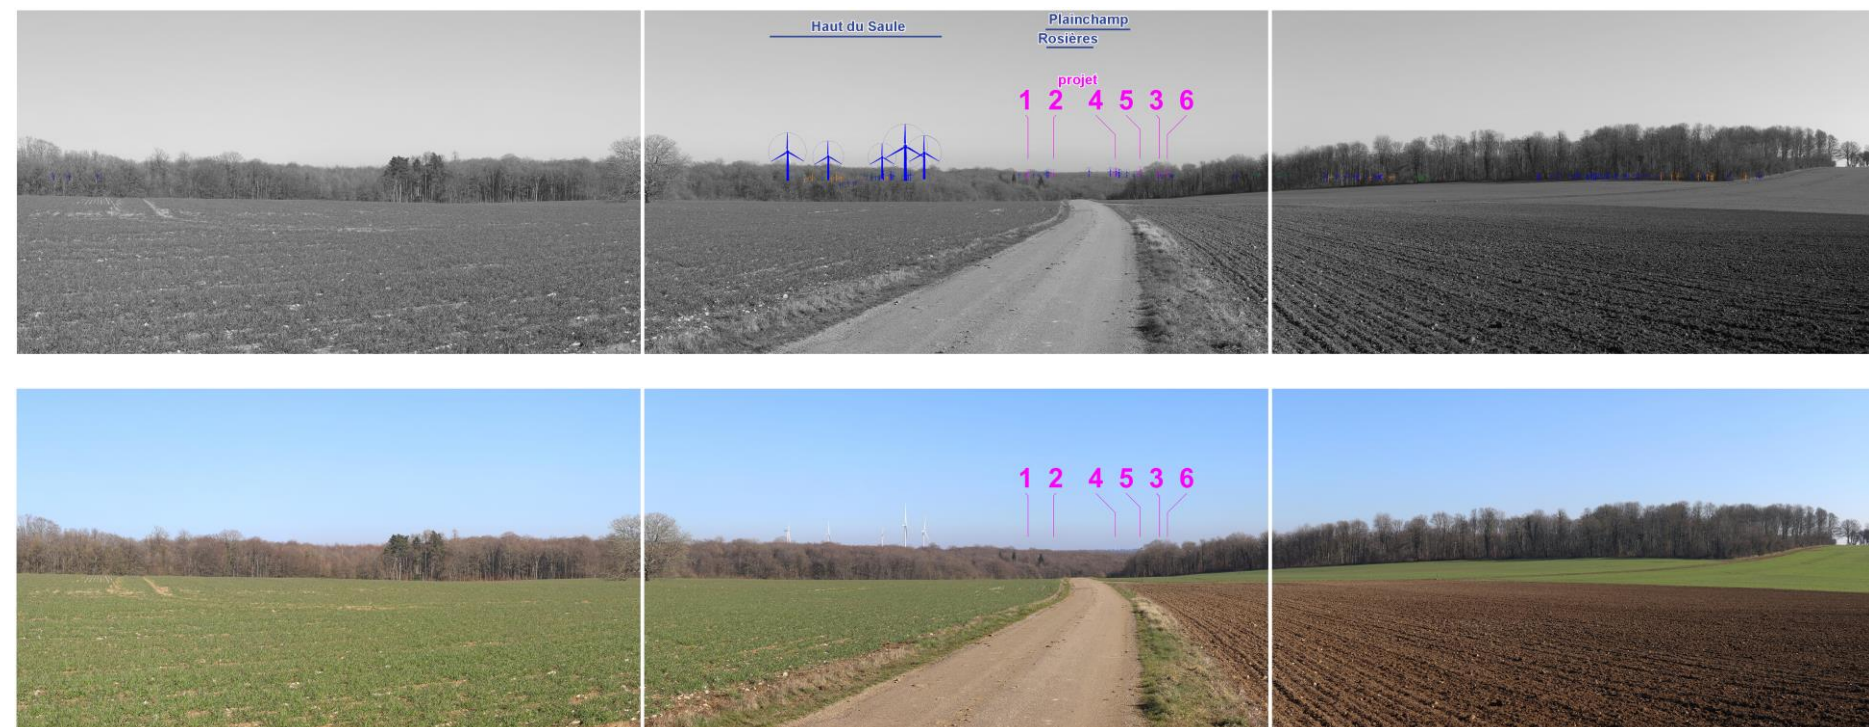 Haut du Saule
Plainchamp
Rosières
projet
1 2 4 5 3 6
1 2 4 5 3 6